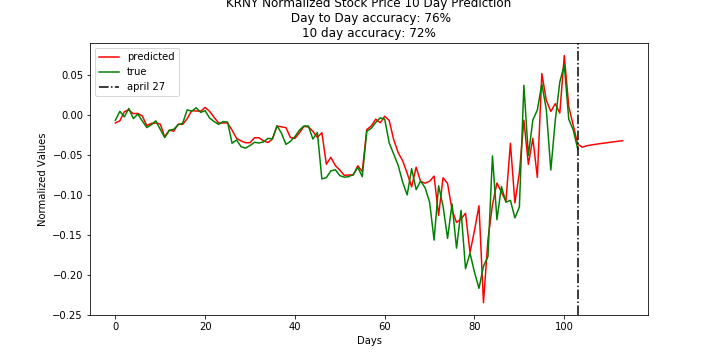 KRNY Normalized Stock Price 10 Day Prediction
Day to Day accuracy: 76%
10 day accuracy: 72%
predicted
true
april 27
0.05
0.00
−0.05
−0.10
−0.15
−0.20
−0.25
Normalized Values
0 20 40 60 80 100
Days